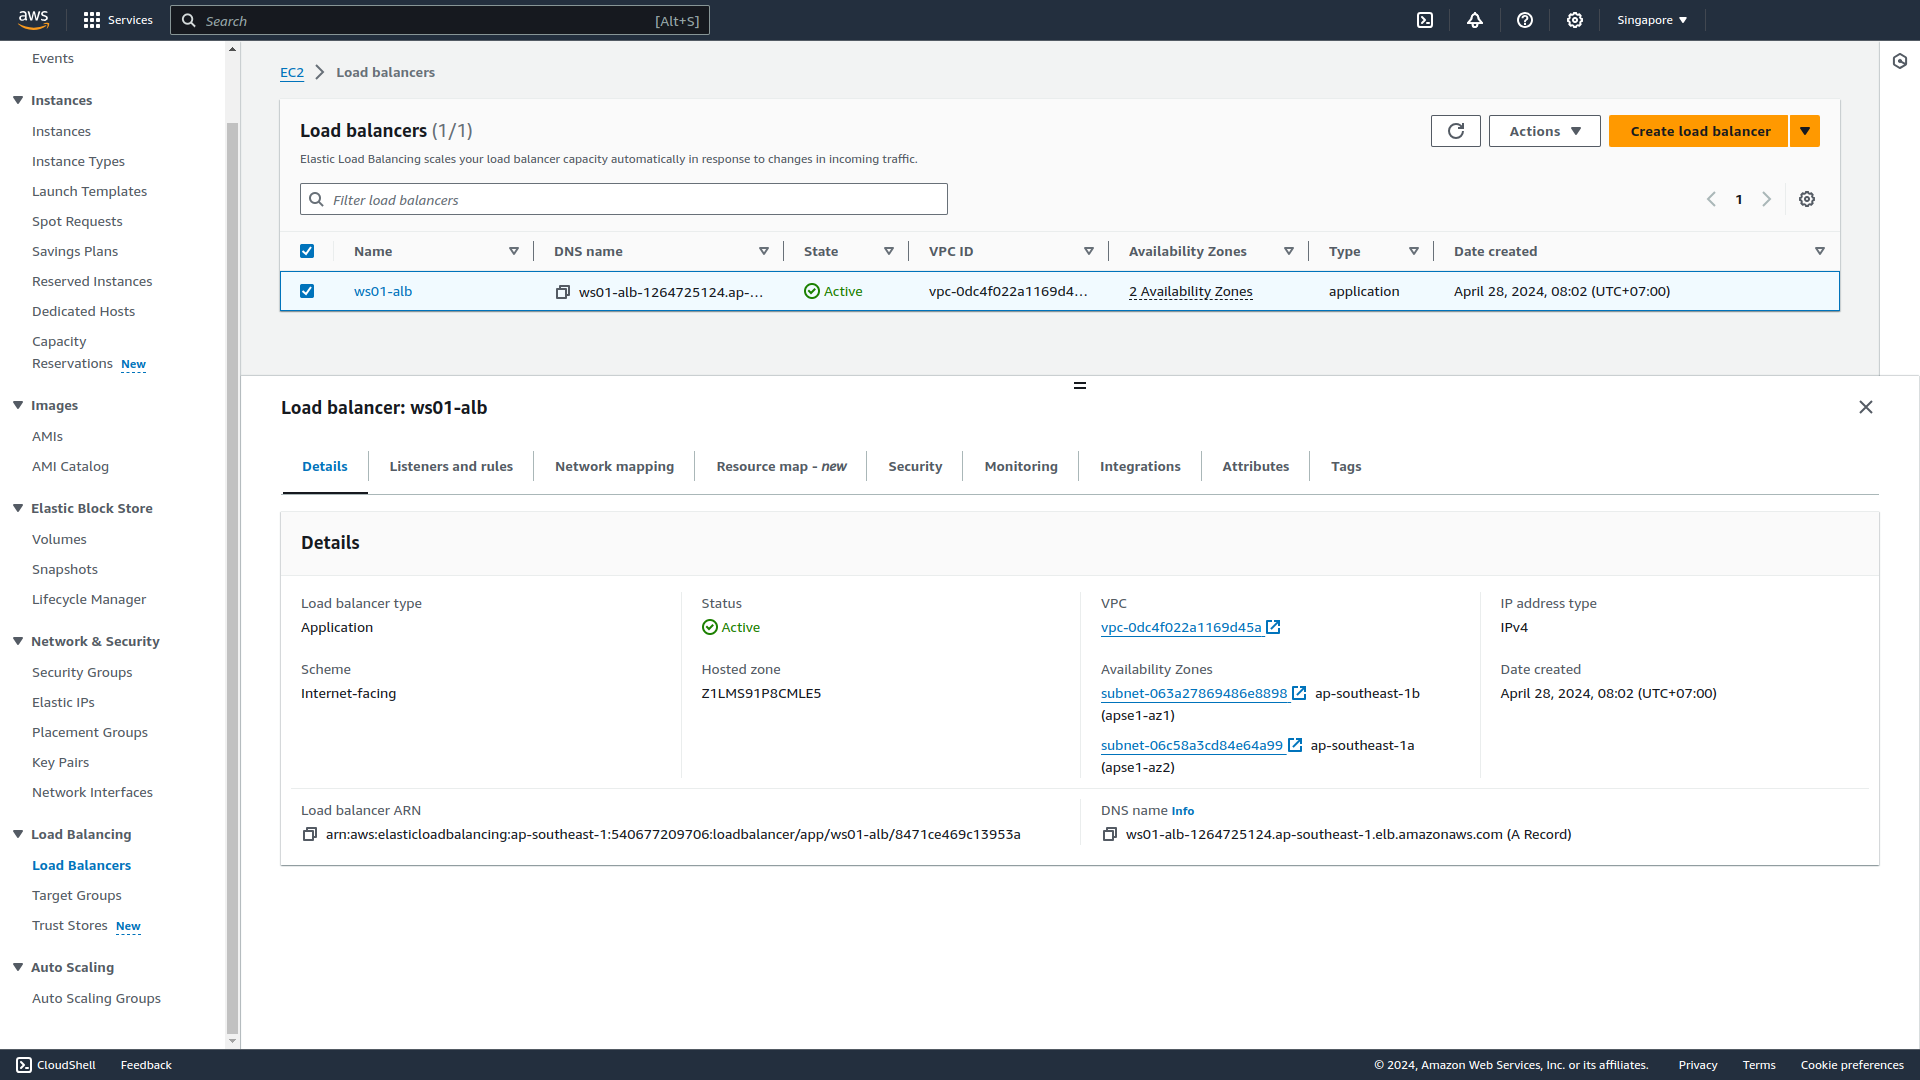 aws
Services
Search
[Alt+S]
Singapore
Events
Instances
Instances
Instance Types
Launch Templates
Spot Requests
Savings Plans
Reserved Instances
Dedicated Hosts
Capacity
Reservations New
Images
AMIs
AMI Catalog
Elastic Block Store
Volumes
Snapshots
Lifecycle Manager
Network & Security
Security Groups
Elastic IPs
Placement Groups
Key Pairs
Network Interfaces
Load Balancing
Load Balancers
Target Groups
Trust Stores New
Auto Scaling
Auto Scaling Groups
EC2 Load balancers
Load balancers (1/1)
Elastic Load Balancing scales your load balancer capacity automatically in response to changes in incoming traffic.
Actions
Create load balancer
Filter load balancers
1
Name DNS name State VPC ID Availability Zones Type Date created
ws01-alb ws01-alb-1264725124.ap-... Active vpc-0dc4f022a1169d4... 2 Availability Zones application April 28, 2024, 08:02 (UTC+07:00)
Load balancer: ws01-alb
Details Listeners and rules Network mapping Resource map - new Security Monitoring Integrations Attributes Tags
Details
Load balancer type
Application
Scheme
Internet-facing
Status
Active
Hosted zone
Z1LMS91P8CMLE5
VPC
vpc-0dc4f022a1169d45a
Availability Zones
subnet-063a27869486e8898 ap-southeast-1b
(apse1-az1)
subnet-06c58a3cd84e64a99 ap-southeast-1a
(apse1-az2)
IP address type
IPv4
Date created
April 28, 2024, 08:02 (UTC+07:00)
Load balancer ARN
arn:aws:elasticloadbalancing:ap-southeast-1:540677209706:loadbalancer/app/ws01-alb/8471ce469c13953a
DNS name Info
ws01-alb-1264725124.ap-southeast-1.elb.amazonaws.com (A Record)
CloudShell Feedback
© 2024, Amazon Web Services, Inc. or its affiliates. Privacy Terms Cookie preferences